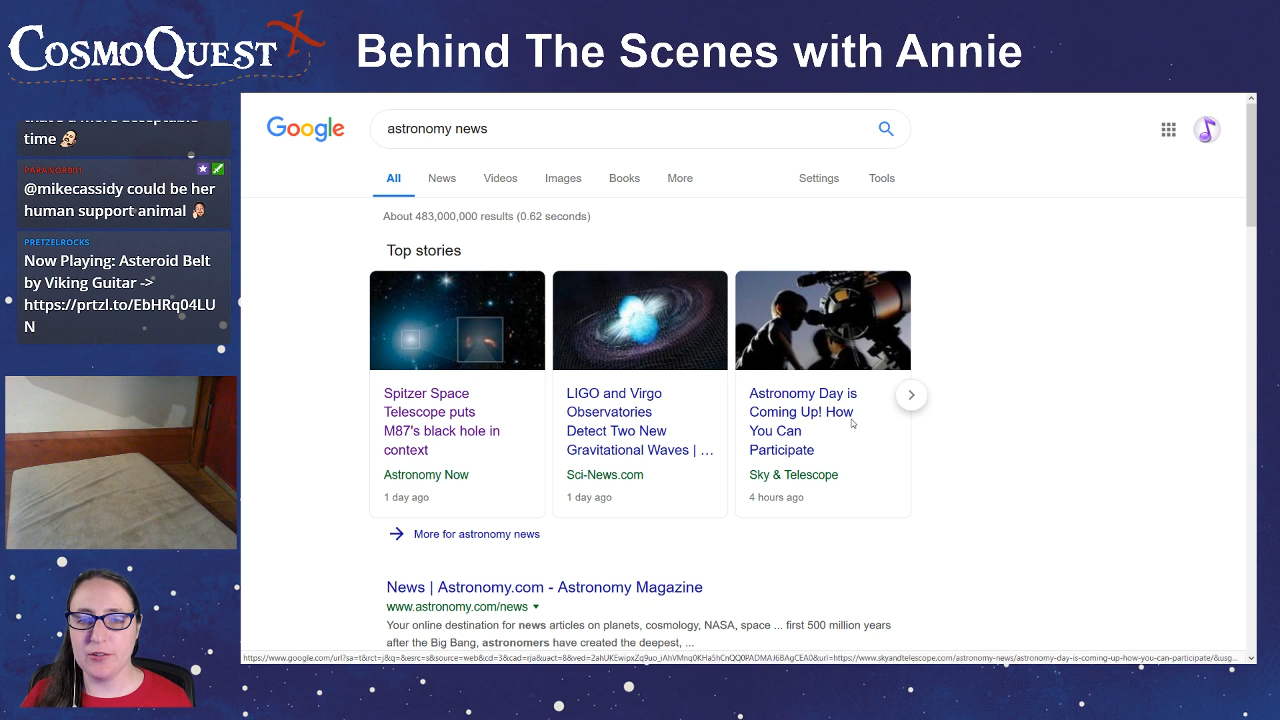 CosmoQuest X
Behind The Scenes with Annie
time
PARANOR001
@mikecassidy could be her
human support animal
PRETZELROCKS
Now Playing: Asteroid Belt
by Viking Guitar ->
https://prtzl.to/EbHRq04LU
N
Google
astronomy news
All
News
Videos
Images
Books
More
Settings
Tools
About 483,000,000 results (0.62 seconds)
Top stories
Spitzer Space
Telescope puts
M87's black hole in
context
Astronomy Now
1 day ago
LIGO and Virgo
Observatories
Detect Two New
Gravitational Waves | ...
Sci-News.com
1 day ago
Astronomy Day is
Coming Up! How
You Can
Participate
Sky & Telescope
4 hours ago
More for astronomy news
News | Astronomy.com - Astronomy Magazine
www.astronomy.com/news
Your online destination for news articles on planets, cosmology, NASA, space ... first 500 million years
after the Big Bang, astronomers have created the deepest, ...